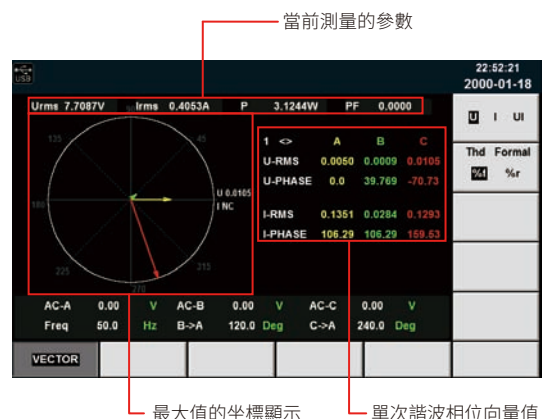 當前測量的參數
USB
22:52:21
2000-01-18
Urms 7.7087V Irms 0.4053A P 3.1244W PF 0.0000
U I UI
Thd Formal
%f %r
90
135 45
180
225 315
270
U 0.0105
I NC
1 <> A B C
U-RMS 0.0050 0.0009 0.0105
U-PHASE 0.0 39.769 -70.73
I-RMS 0.1351 0.0284 0.1293
I-PHASE 106.29 106.29 159.53
AC-A 0.00 V AC-B 0.00 V AC-C 0.00 V
Freq 50.0 Hz B->A 120.0 Deg C->A 240.0 Deg
VECTOR
最大值的坐標顯示
單次諧波相位向量值